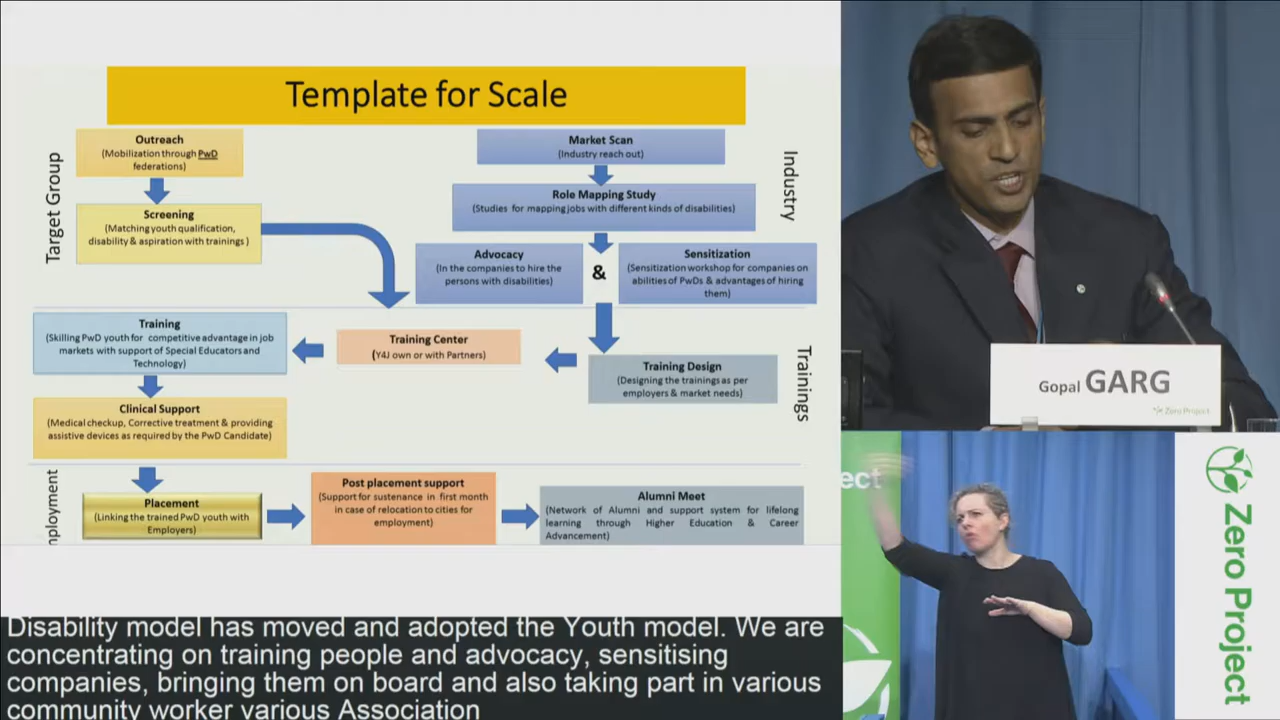 Template for Scale
Target Group
Outreach
(Mobilization through PwD
federations)
Screening
(Matching youth qualification,
disability & aspiration with trainings )
Market Scan
(Industry reach out)
Role Mapping Study
(Studies for mapping jobs with different kinds of disabilities)
Advocacy
(In the companies to hire the
persons with disabilities)
&
Sensitization
(Sensitization workshop for companies on
abilities of PwDs & advantages of hiring
them)
Industry
Training
(Skilling PwD youth for competitive advantage in job
markets with support of Special Educators and
Technology)
Training Center
(Y4J own or with Partners)
Training Design
(Designing the trainings as per
employers & market needs)
Trainings
Clinical Support
(Medical checkup, Corrective treatment & providing
assistive devices as required by the PwD Candidate)
nployment
Placement
(Linking the trained PwD youth with
Employers)
Post placement support
(Support for sustenance in first month
in case of relocation to cities for
employment)
Alumni Meet
(Network of Alumni and support system for lifelong
learning through Higher Education & Career
Advancement)
Gopal GARG
Zero Project
ect
Zero Project
Disability model has moved and adopted the Youth model. We are
concentrating on training people and advocacy, sensitising
companies, bringing them on board and also taking part in various
community worker various Association